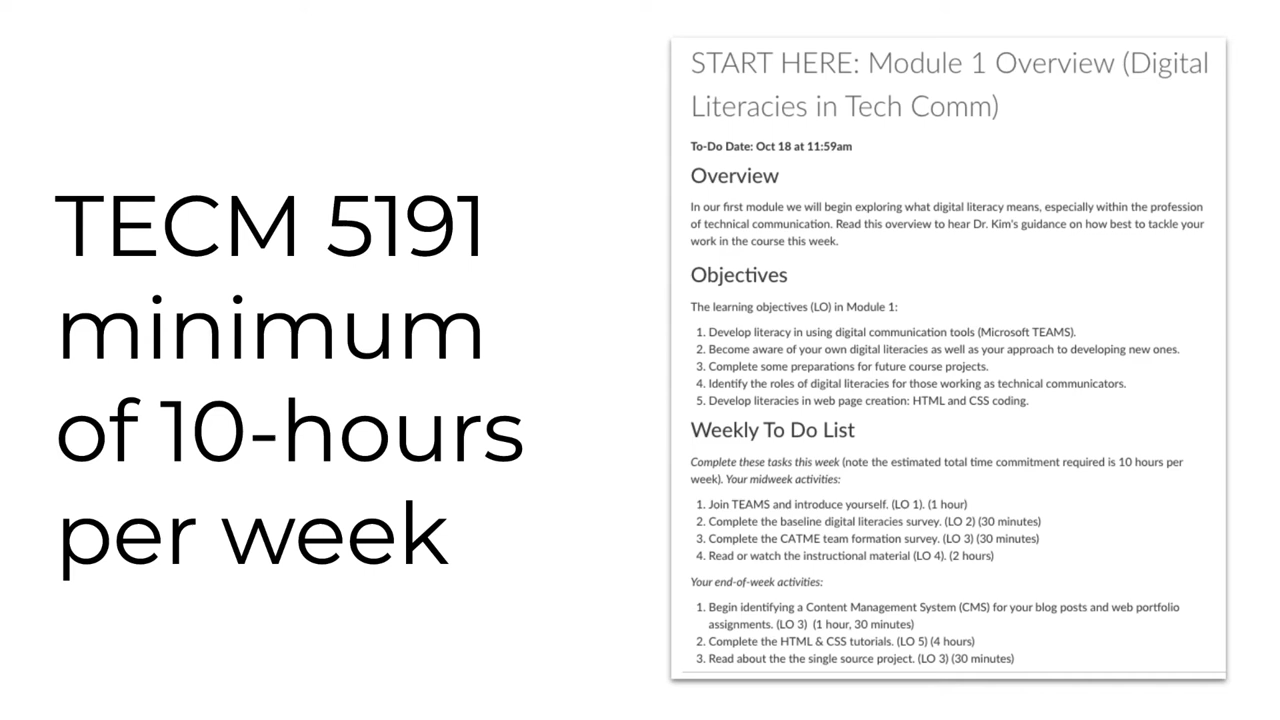 TECM 5191
minimum
of 10-hours
per week
START HERE: Module 1 Overview (Digital
Literacies in Tech Comm)
To-Do Date: Oct 18 at 11:59am
Overview
In our first module we will begin exploring what digital literacy means, especially within the profession
of technical communication. Read this overview to hear Dr. Kim's guidance on how best to tackle your
work in the course this week.
Objectives
The learning objectives (LO) in Module 1:
1. Develop literacy in using digital communication tools (Microsoft TEAMS).
2. Become aware of your own digital literacies as well as your approach to developing new ones.
3. Complete some preparations for future course projects.
4. Identify the roles of digital literacies for those working as technical communicators.
5. Develop literacies in web page creation: HTML and CSS coding.
Weekly To Do List
Complete these tasks this week (note the estimated total time commitment required is 10 hours per
week). Your midweek activities:
1. Join TEAMS and introduce yourself. (LO 1). (1 hour)
2. Complete the baseline digital literacies survey. (LO 2) (30 minutes)
3. Complete the CATME team formation survey. (LO 3) (30 minutes)
4. Read or watch the instructional material (LO 4). (2 hours)
Your end-of-week activities:
1. Begin identifying a Content Management System (CMS) for your blog posts and web portfolio
assignments. (LO 3) (1 hour, 30 minutes)
2. Complete the HTML & CSS tutorials. (LO 5) (4 hours)
3. Read about the the single source project. (LO 3) (30 minutes)